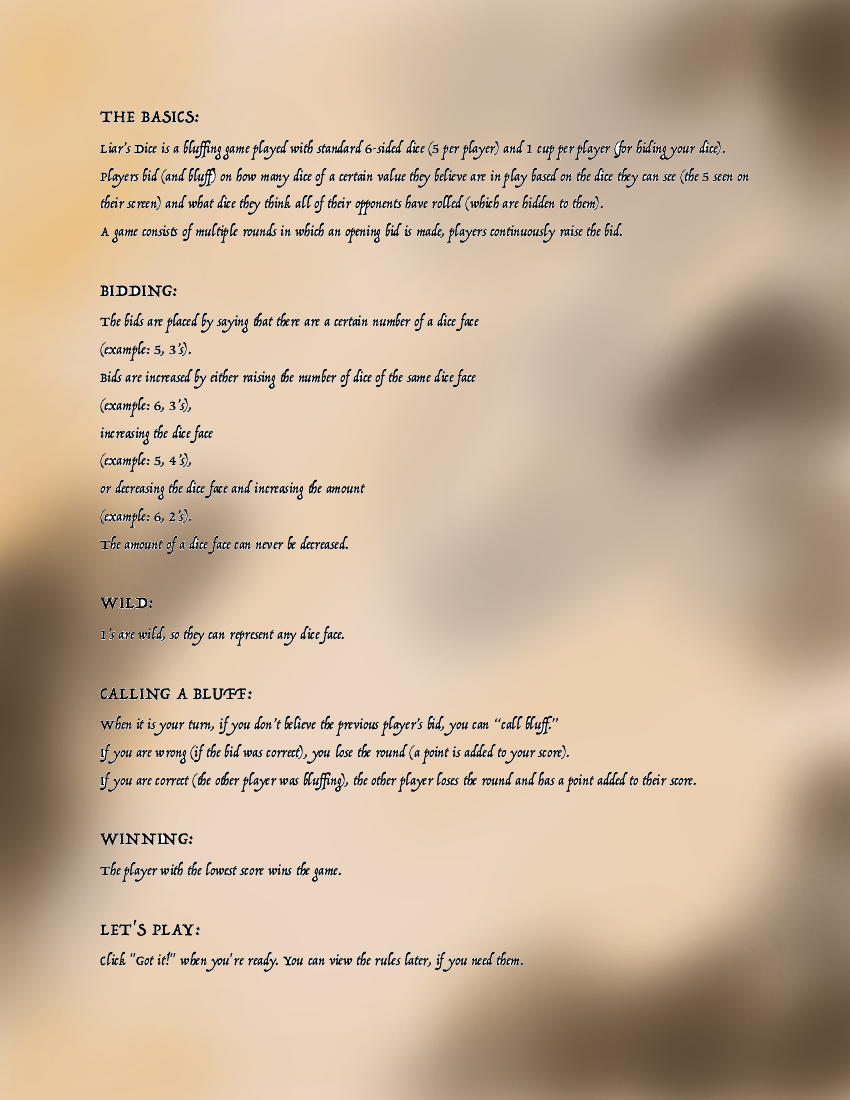 THE BASICS:
Liar's Dice is a bluffing game played with standard 6-sided dice (5 per player) and 1 cup per player (for hiding your dice).
Players bid (and bluff) on how many dice of a certain value they believe are in play based on the dice they can see (the 5 seen on
their screen) and what dice they think all of their opponents have rolled (which are hidden to them).
A game consists of multiple rounds in which an opening bid is made, players continuously raise the bid.
BIDDING:
The bids are placed by saying that there are a certain number of a dice face
(example: 5, 3's).
Bids are increased by either raising the number of dice of the same dice face
(example: 6, 3's),
increasing the dice face
(example: 5, 4's),
or decreasing the dice face and increasing the amount
(example: 6, 2's).
The amount of a dice face can never be decreased.
WILD:
1's are wild, so they can represent any dice face.
CALLING A BLUFF:
When it is your turn, if you don't believe the previous player's bid, you can “call bluff.”
If you are wrong (if the bid was correct), you lose the round (a point is added to your score).
If you are correct (the other player was bluffing), the other player loses the round and has a point added to their score.
WINNING:
The player with the lowest score wins the game.
LET'S PLAY:
Click "Got it!" when you're ready. You can view the rules later, if you need them.